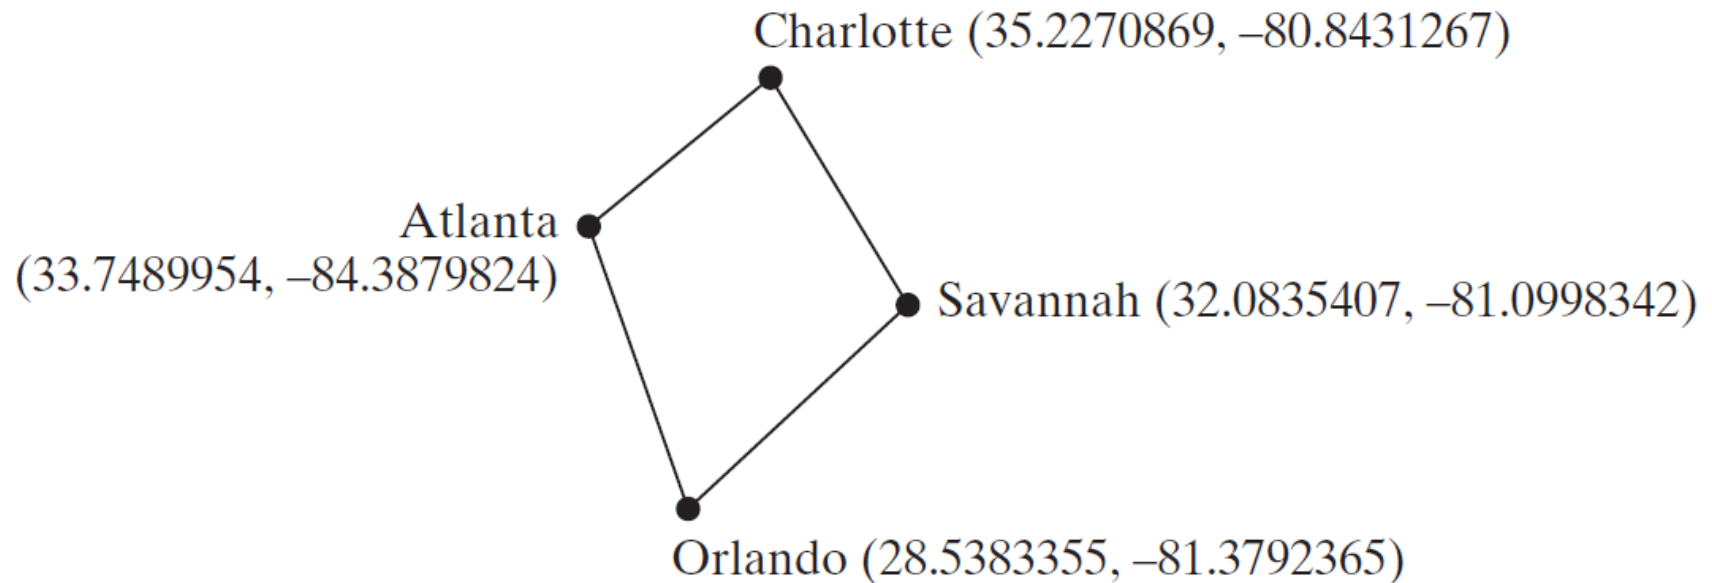 Charlotte (35.2270869, –80.8431267)
Atlanta
(33.7489954, –84.3879824)
Savannah (32.0835407, –81.0998342)
Orlando (28.5383355, –81.3792365)